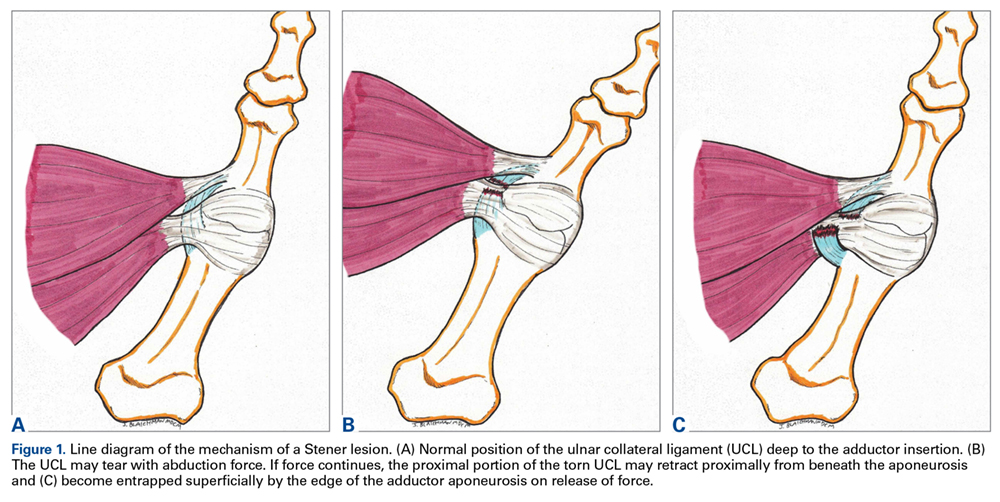 A
B
C
Figure 1. Line diagram of the mechanism of a Stener lesion. (A) Normal position of the ulnar collateral ligament (UCL) deep to the adductor insertion. (B)
The UCL may tear with abduction force. If force continues, the proximal portion of the torn UCL may retract proximally from beneath the aponeurosis
and (C) become entrapped superficially by the edge of the adductor aponeurosis on release of force.